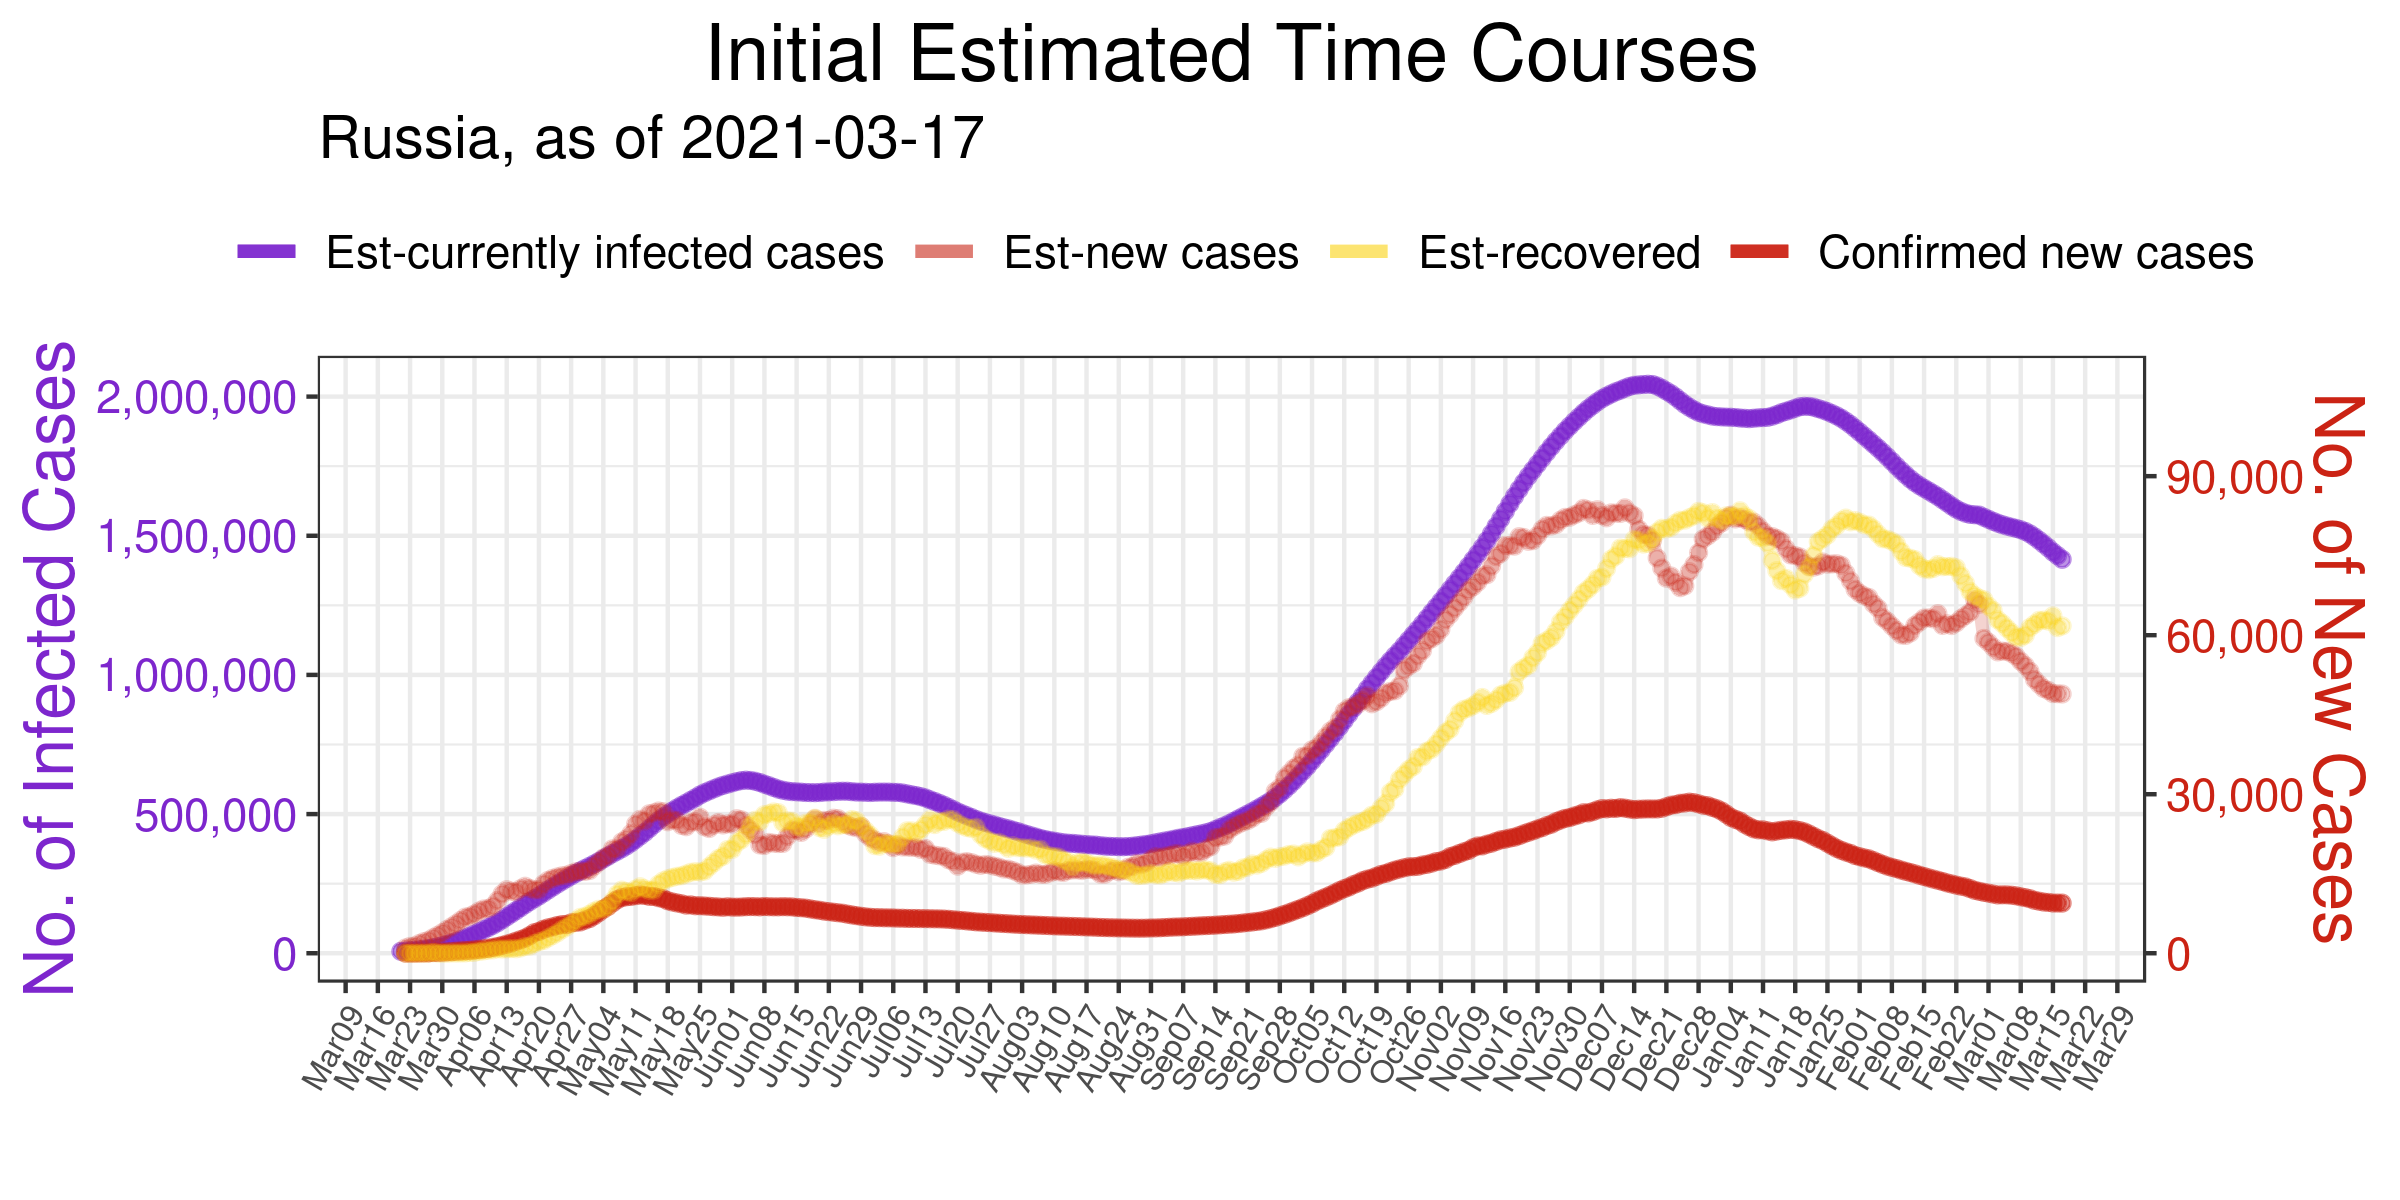 Initial Estimated Time Courses
Russia, as of 2021-03-17
Est-currently infected cases Est-new cases Est-recovered Confirmed new cases
No. of Infected Cases
2,000,000
1,500,000
1,000,000
500,000
0
90,000
60,000
30,000
0
No. of New Cases
Mar09 Mar16 Mar23 Mar30 Apr06 Apr13 Apr20 Apr27 May04 May11 May18 May25 Jun01 Jun08 Jun15 Jun22 Jun29 Jul06 Jul13 Jul20 Jul27 Aug03 Aug10 Aug17 Aug24 Aug31 Sep07 Sep14 Sep21 Sep28 Oct05 Oct12 Oct19 Oct26 Nov02 Nov09 Nov16 Nov23 Nov30 Dec07 Dec14 Dec21 Dec28 Jan04 Jan11 Jan18 Jan25 Feb01 Feb08 Feb15 Feb22 Mar01 Mar08 Mar15 Mar22 Mar29